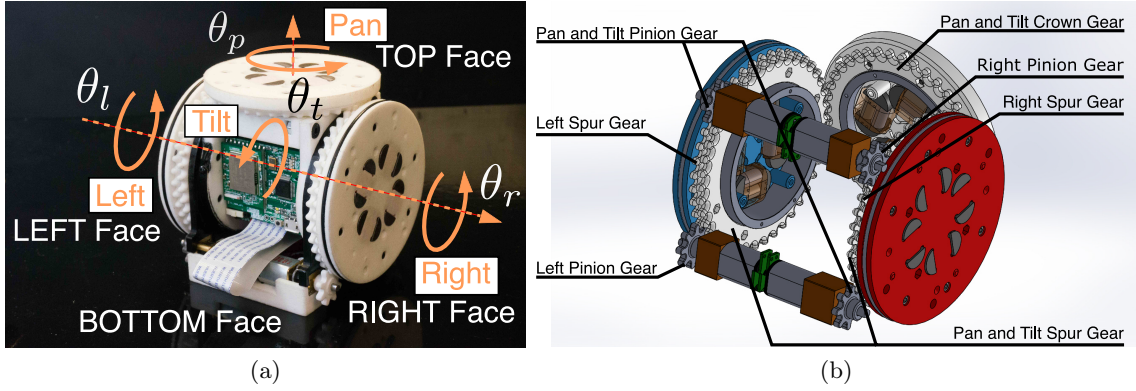 Pan
θp
TOP Face
θl
θt
Tilt
θr
Left
LEFT Face
Right
RIGHT Face
BOTTOM Face
(a)
Pan and Tilt Crown Gear
Pan and Tilt Pinion Gear
Right Pinion Gear
Right Spur Gear
Left Spur Gear
Left Pinion Gear
Pan and Tilt Spur Gear
(b)